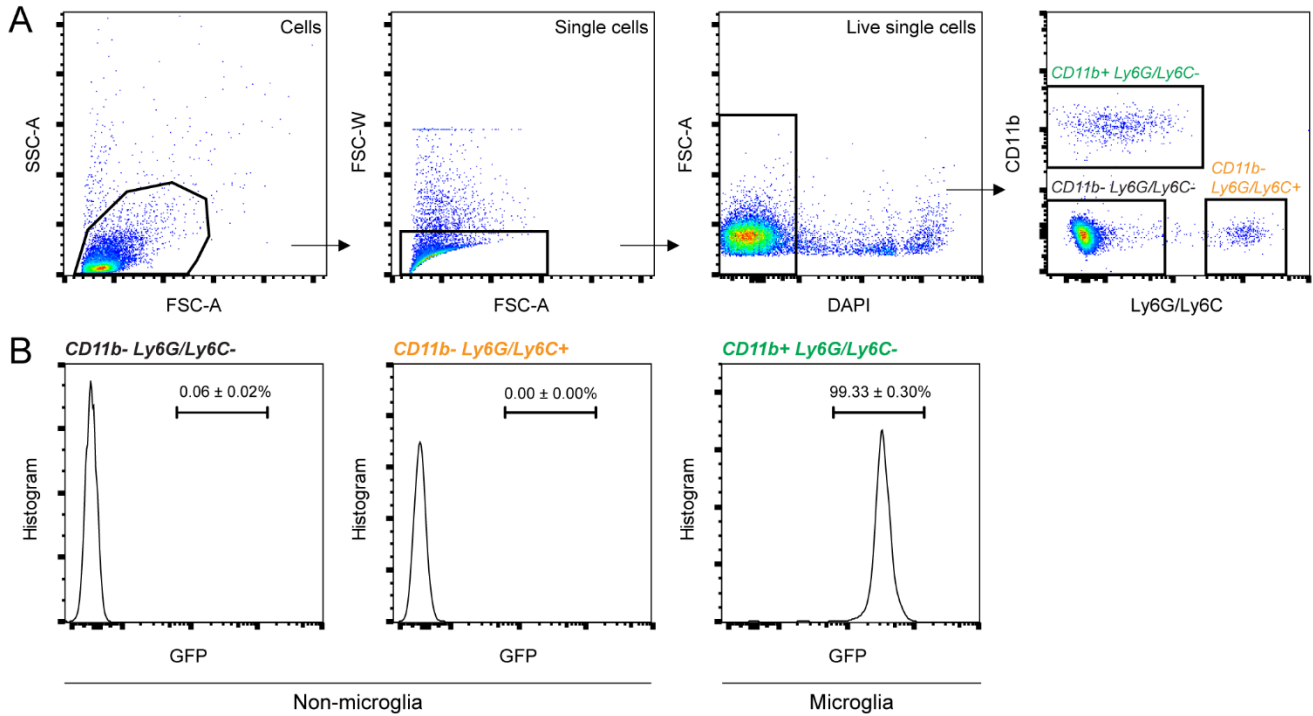 A
Cells
SSC-A
FSC-A
Single cells
FSC-W
FSC-A
Live single cells
FSC-A
DAPI
CD11b+ Ly6G/Ly6C-
CD11b
CD11b- Ly6G/Ly6C-
CD11b-
Ly6G/Ly6C+
Ly6G/Ly6C
B
CD11b- Ly6G/Ly6C-
0.06 ± 0.02%
Histogram
GFP
CD11b- Ly6G/Ly6C+
0.00 ± 0.00%
Histogram
GFP
CD11b+ Ly6G/Ly6C-
99.33 ± 0.30%
Histogram
GFP
Non-microglia
Microglia